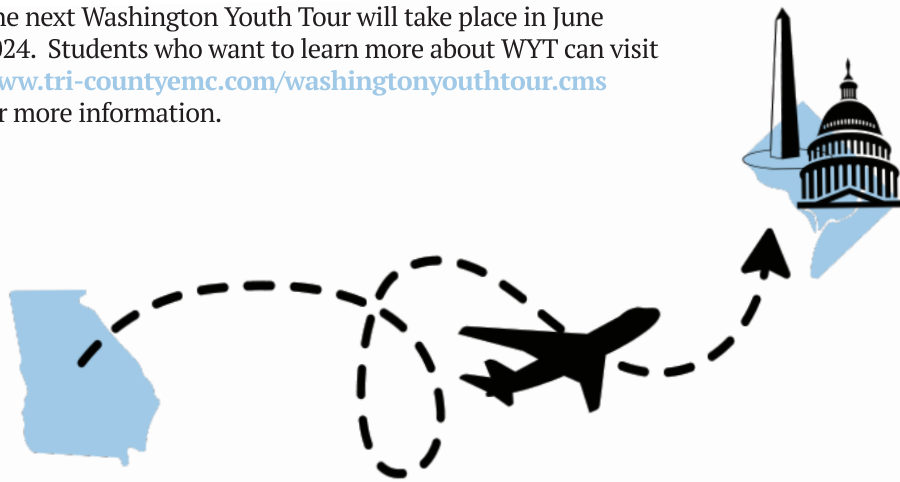 he next Washington Youth Tour will take place in June
024. Students who want to learn more about WYT can visit
ww.tri-countyemc.com/washingtonyouthtour.cms
r more information.